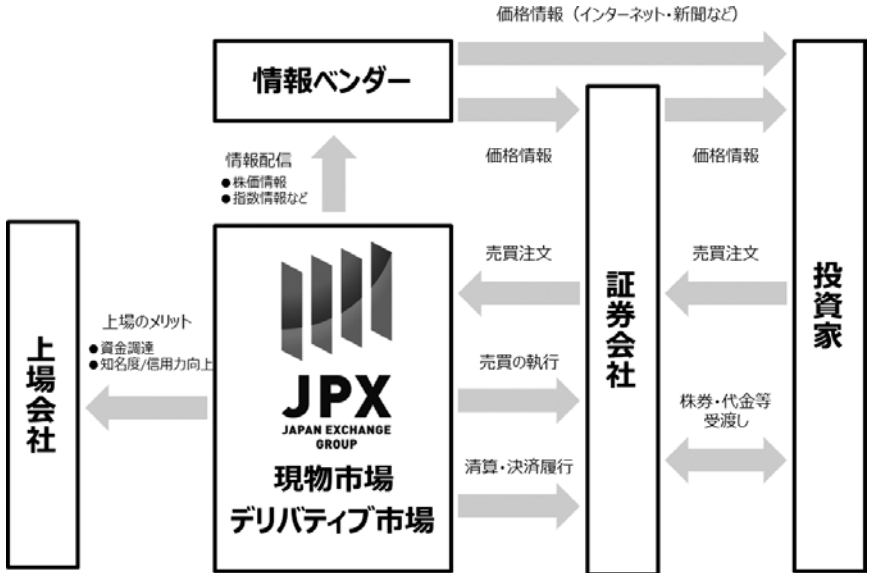 価格情報（インターネット・新聞など）
情報ベンダー
価格情報
価格情報
情報配信
●株価情報
●指数情報など
上場会社
上場のメリット
●資金調達
●知名度/信用力向上
JPX
JAPAN EXCHANGE
GROUP
現物市場
デリバティブ市場
売買注文
売買の執行
清算・決済履行
証券会社
売買注文
株券・代金等
受渡し
投資家